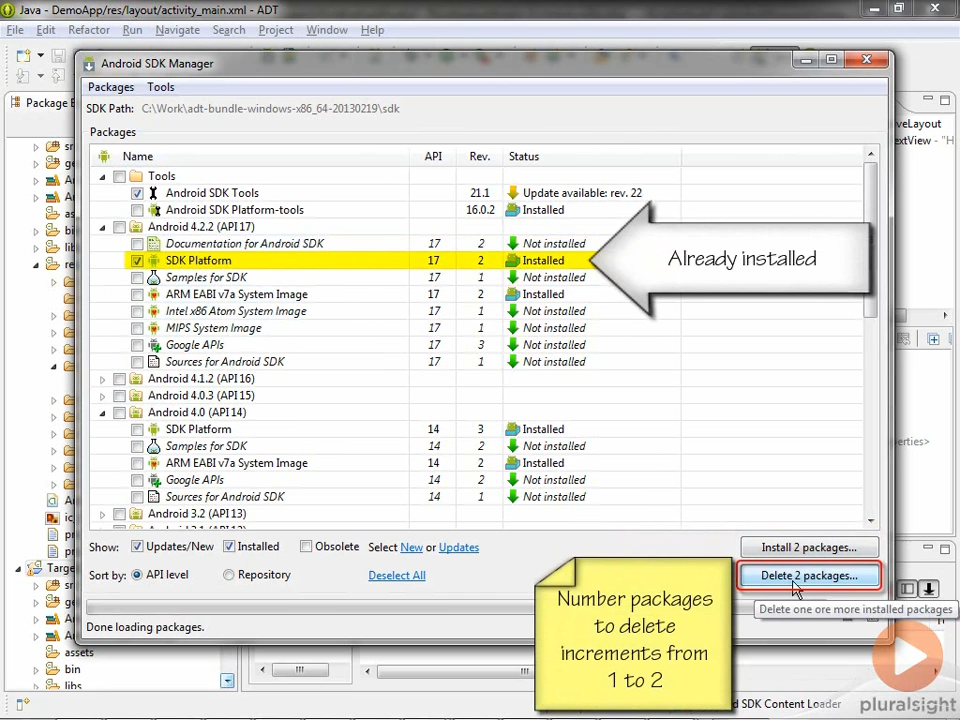 Java - DemoApp/res/layout/activity_main.xml - ADT
File Edit Refactor Run Navigate Search Project Window Help
Package E
Android SDK Manager
Packages Tools
SDK Path: C:\Work\adt-bundle-windows-x86_64-20130219\sdk
Packages
Name API Rev. Status
Tools
Android SDK Tools 21.1 Update available: rev. 22
Android SDK Platform-tools 16.0.2 Installed
Android 4.2.2 (API 17)
Documentation for Android SDK 17 2 Not installed
SDK Platform 17 2 Installed
Samples for SDK 17 1 Not installed
ARM EABI v7a System Image 17 2 Installed
Intel x86 Atom System Image 17 1 Not installed
MIPS System Image 17 1 Not installed
Google APIs 17 3 Not installed
Sources for Android SDK 17 1 Not installed
Android 4.1.2 (API 16)
Android 4.0.3 (API 15)
Android 4.0 (API 14)
SDK Platform 14 3 Installed
Samples for SDK 14 2 Not installed
ARM EABI v7a System Image 14 2 Installed
Google APIs 14 2 Not installed
Sources for Android SDK 14 1 Not installed
Android 3.2 (API 13)
Already installed
Show: Updates/New Installed Obsolete Select New or Updates
Install 2 packages...
Sort by: API level Repository Deselect All
Delete 2 packages...
Delete one ore more installed packages
Done loading packages.
Number packages
to delete
increments from
1 to 2
veLayout
extView - "H
perties>
Targe
assets
bin
libs
d SDK Content Loader
pluralsight